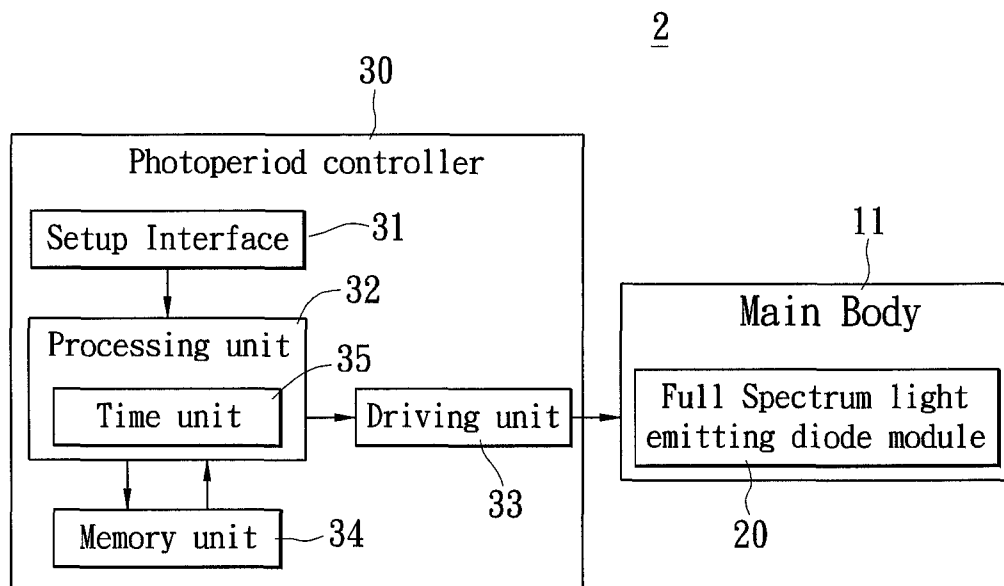 2
30
Photoperiod controller
Setup Interface
31
32
Processing unit
35
Time unit
Driving unit
33
Memory unit
34
11
Main Body
Full Spectrum light
emitting diode module
20